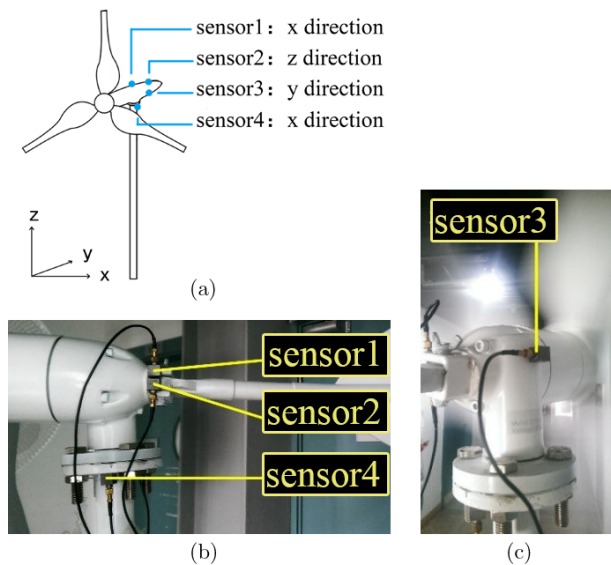 sensor1: x direction
sensor2: z direction
sensor3: y direction
sensor4: x direction
z
y
x
(a)
sensor3
sensor1
sensor2
sensor4
(b)
(c)